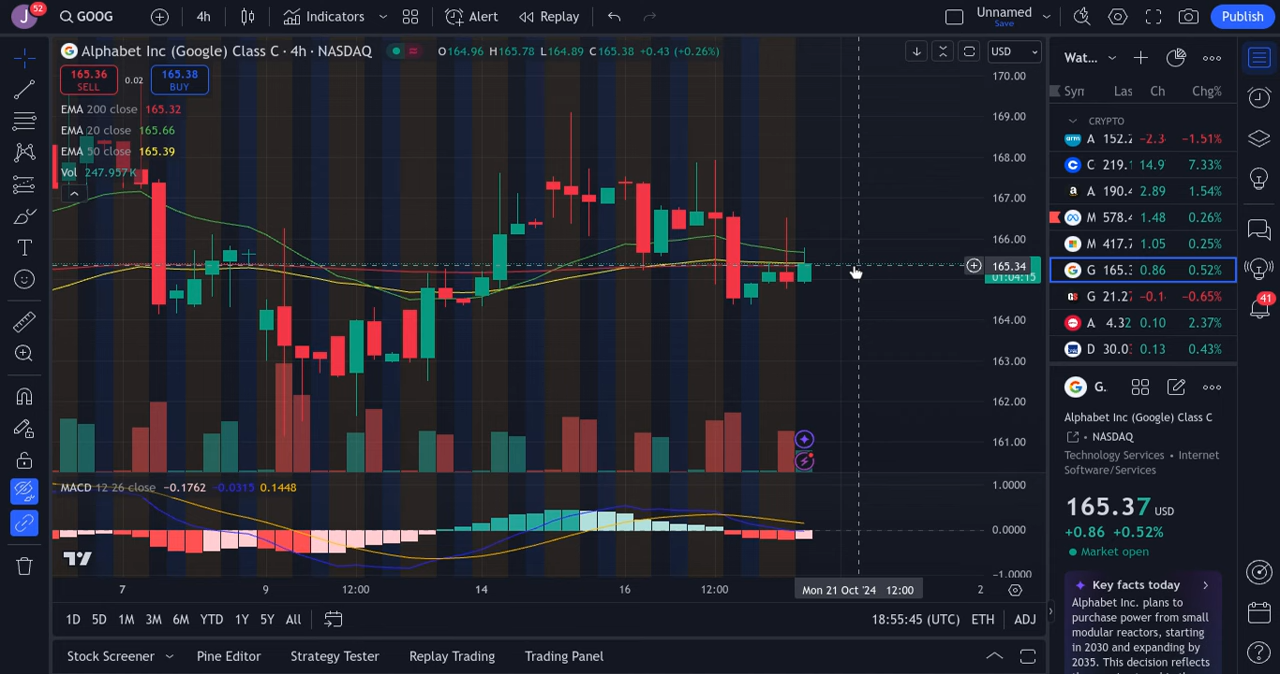 J 52 GOOG 4h Indicators Alert Replay Unnamed Save Publish
Alphabet Inc (Google) Class C · 4h · NASDAQ O164.96 H165.78 L164.89 C165.38 +0.43 (+0.26%) USD
165.36 SELL 0.02 165.38 BUY
EMA 200 close 165.32
EMA 20 close 165.66
EMA 50 close 165.39
Vol 247.957K
170.00
169.00
168.00
167.00
166.00
165.34
01:04:15
164.00
163.00
162.00
161.00
MACD 12 26 close −0.1762 −0.0315 0.1448
1.0000
0.0000
−1.0000
7 9 12:00 14 16 12:00 Mon 21 Oct '24 12:00 2
1D 5D 1M 3M 6M YTD 1Y 5Y All 18:55:45 (UTC) ETH ADJ
Stock Screener Pine Editor Strategy Tester Replay Trading Trading Panel
Wat...
Syn Las Ch Chg%
CRYPTO
A 152.2 −2.3 −1.51%
C 219.1 14.9 7.33%
A 190.4 2.89 1.54%
M 578.4 1.48 0.26%
M 417.7 1.05 0.25%
G 165.3 0.86 0.52%
G 21.2 −0.1 −0.65%
A 4.32 0.10 2.37%
D 30.0 0.13 0.43%
41
G.
Alphabet Inc (Google) Class C
NASDAQ
Technology Services • Internet
Software/Services
165.37 USD
+0.86 +0.52%
Market open
Key facts today
Alphabet Inc. plans to
purchase power from small
modular reactors, starting
in 2030 and expanding by
2035. This decision reflects